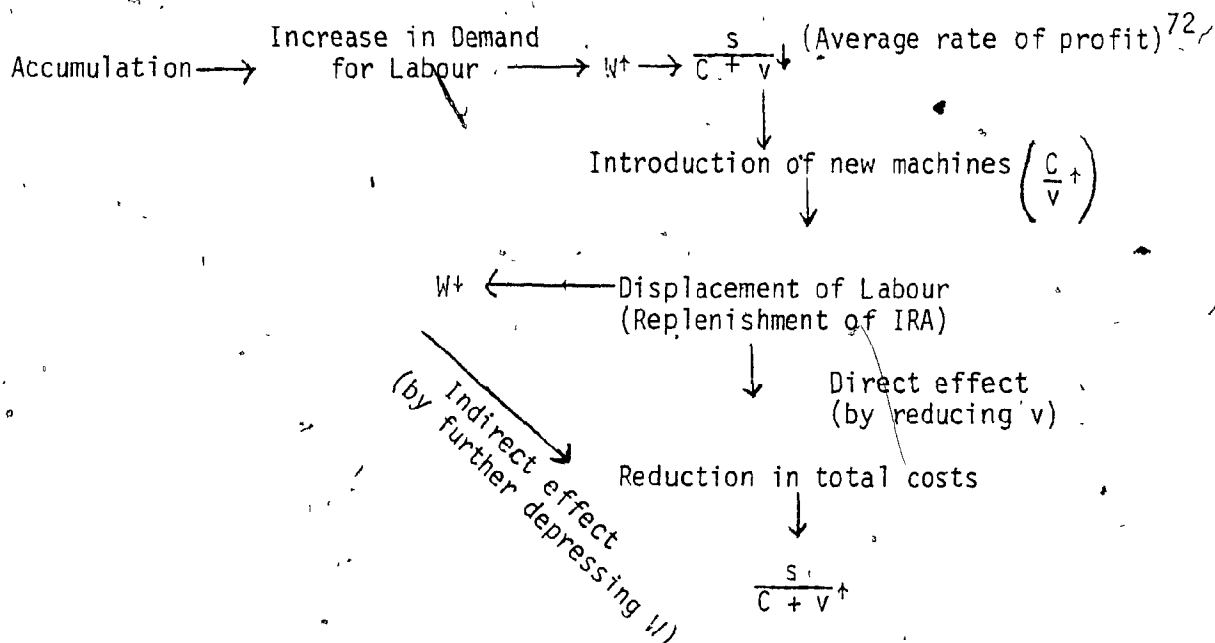 Increase in Demand
for Labour
Accumulation → W↑ → s / C + v ↓ (Average rate of profit)72
Introduction of new machines (C/v ↑)
W↓ ← Displacement of Labour
(Replenishment of IRA)
Direct effect
(by reducing v)
Indirect effect
(by further depressing W)
Reduction in total costs
s / C + v ↑